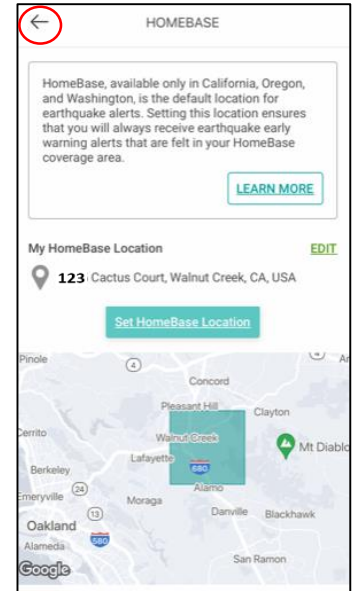 HOMEBASE
HomeBase, available only in California, Oregon,
and Washington, is the default location for
earthquake alerts. Setting this location ensures
that you will always receive earthquake early
warning alerts that are felt in your HomeBase
coverage area.
LEARN MORE
My HomeBase Location
EDIT
123 Cactus Court, Walnut Creek, CA, USA
Set HomeBase Location
Pinole
4
4
Concord
Pleasant Hill
Clayton
Cerrito
Walnut Creek
Mt Diablo
Lafayette
680
Berkeley
24
Emeryville
Moraga
Alamo
13
Danville
Blackhawk
Oakland
580
Alameda
San Ramon
Google